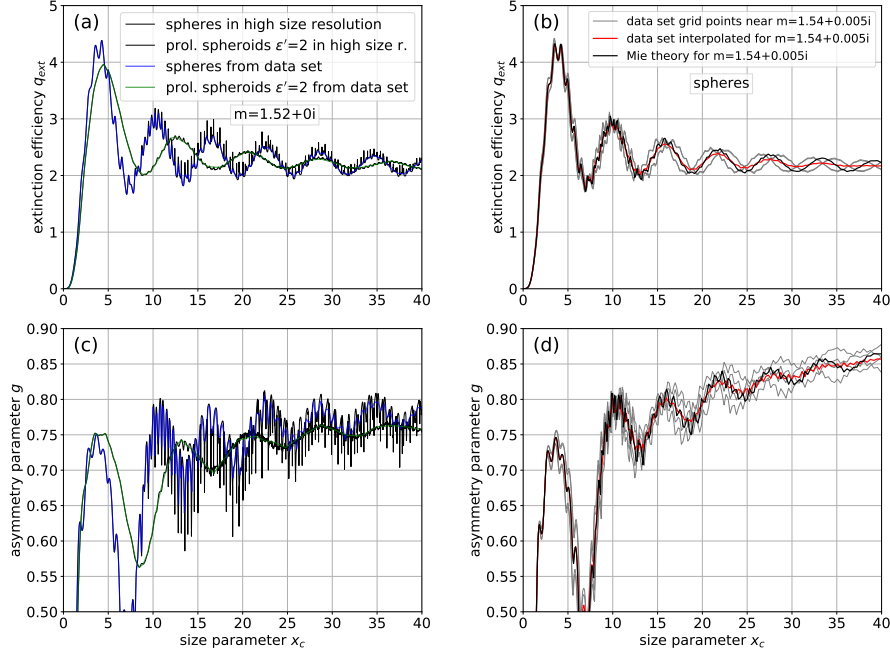 (a)
spheres in high size resolution
prol. spheroids ε′=2 in high size r.
spheres from data set
prol. spheroids ε′=2 from data set
m=1.52+0i
extinction efficiency q_ext
5
4
3
2
1
0
0 5 10 15 20 25 30 35 40
(b)
data set grid points near m=1.54+0.005i
data set interpolated for m=1.54+0.005i
Mie theory for m=1.54+0.005i
spheres
extinction efficiency q_ext
5
4
3
2
1
0
0 5 10 15 20 25 30 35 40
(c)
asymmetry parameter g
0.90
0.85
0.80
0.75
0.70
0.65
0.60
0.55
0.50
0 5 10 15 20 25 30 35 40
size parameter x_c
(d)
asymmetry parameter g
0.90
0.85
0.80
0.75
0.70
0.65
0.60
0.55
0.50
0 5 10 15 20 25 30 35 40
size parameter x_c